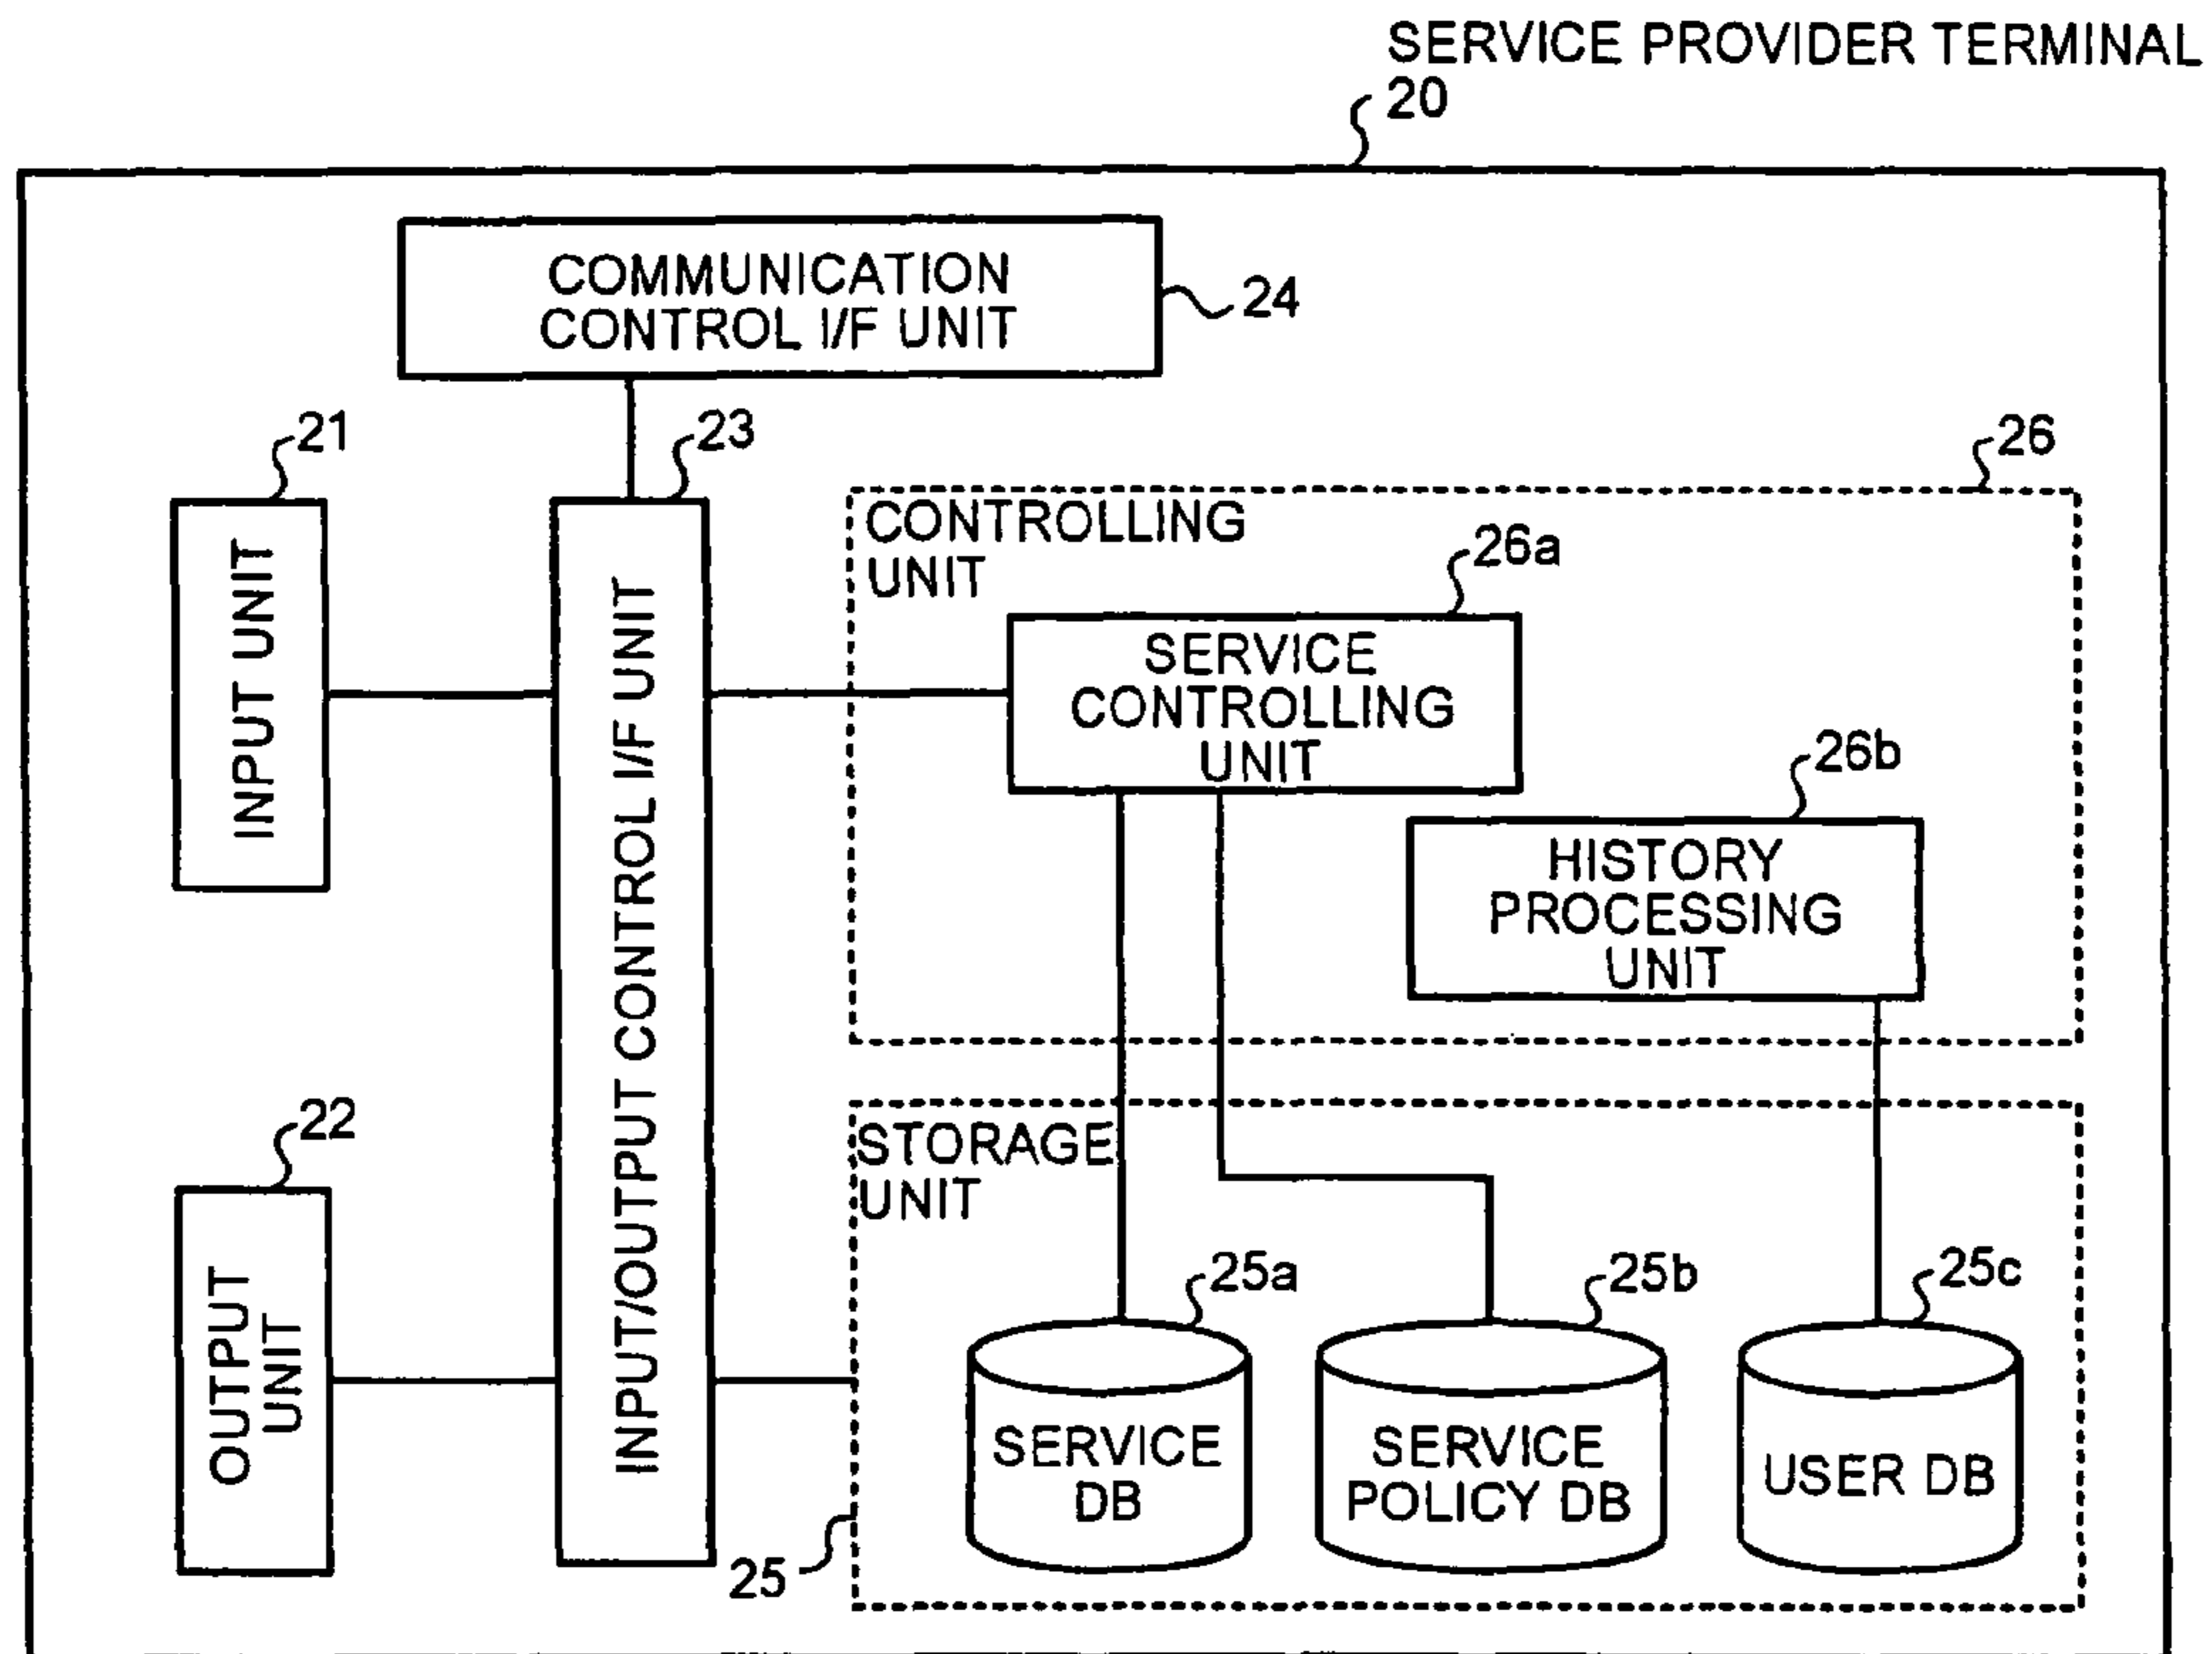 SERVICE PROVIDER TERMINAL
20
COMMUNICATION
CONTROL I/F UNIT
24
21
INPUT UNIT
23
INPUT/OUTPUT CONTROL I/F UNIT
26
CONTROLLING
UNIT
26a
SERVICE
CONTROLLING
UNIT
26b
HISTORY
PROCESSING
UNIT
22
OUTPUT
UNIT
STORAGE
UNIT
25
25a
SERVICE
DB
25b
SERVICE
POLICY DB
25c
USER DB